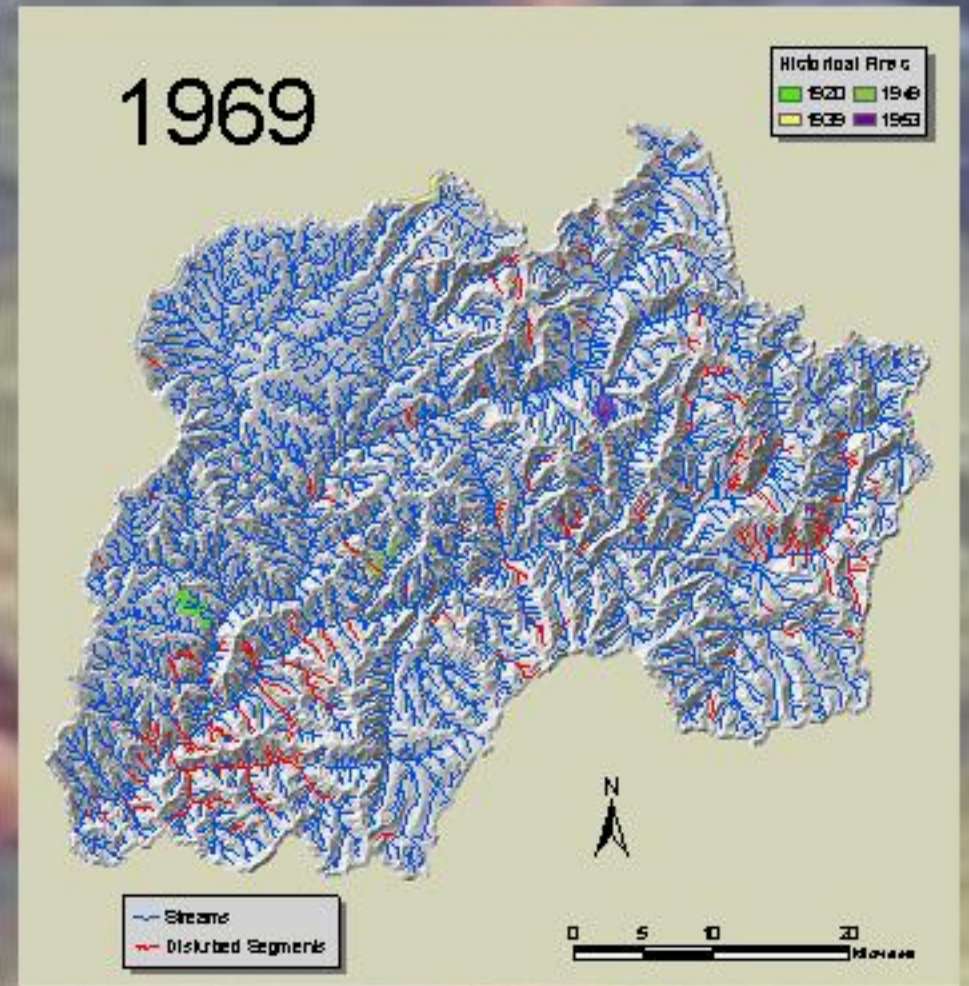 1969
Historical Fires
1920 1949
1939 1953
N
Streams
Disturbed Segments
0 5 10 20